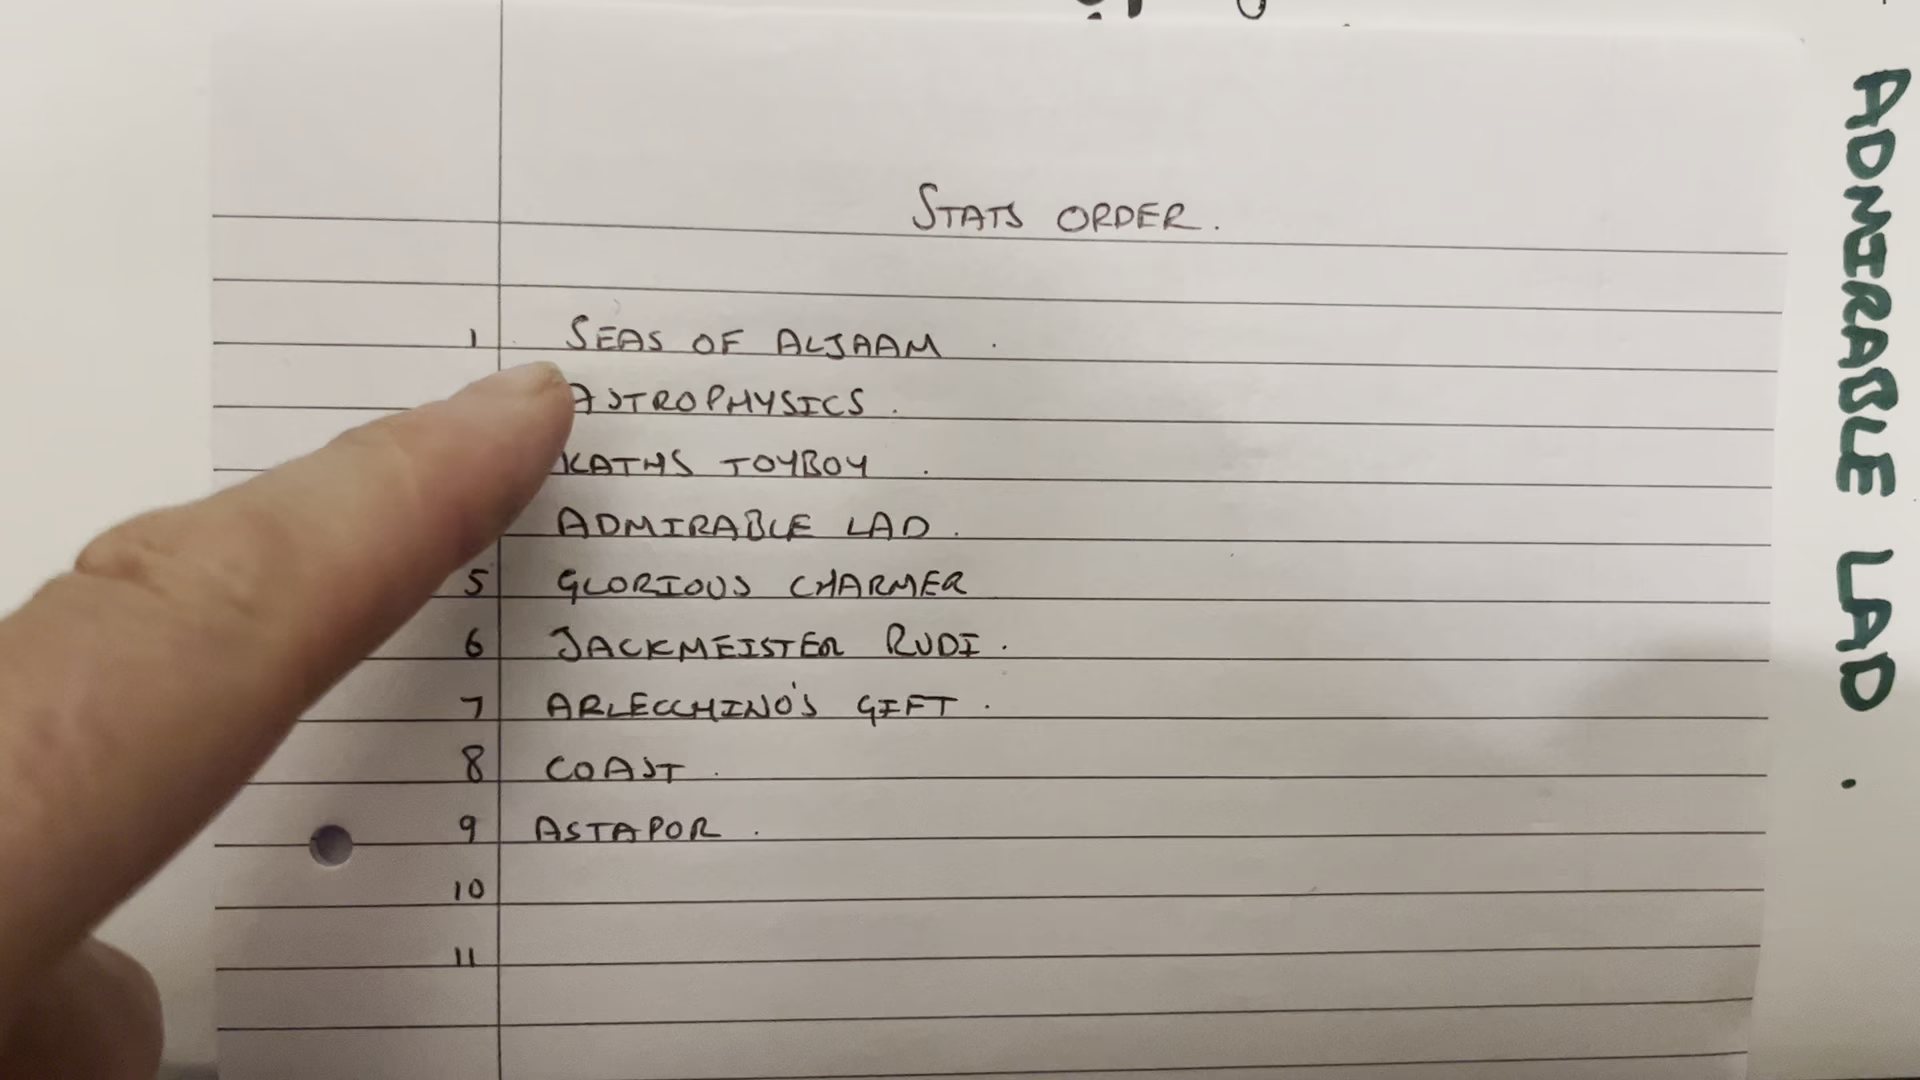 STATS ORDER.
1 SEAS OF ALJAAM
ASTROPHYSICS.
KATHS TOYBOY.
ADMIRABLE LAD.
5 GLORIOUS CHARMER
6 JACKMEISTER RUDI.
7 ARLECCHINO'S GIFT.
8 COAST.
9 ASTAPOR.
10
11
ADMIRABLE LAD.